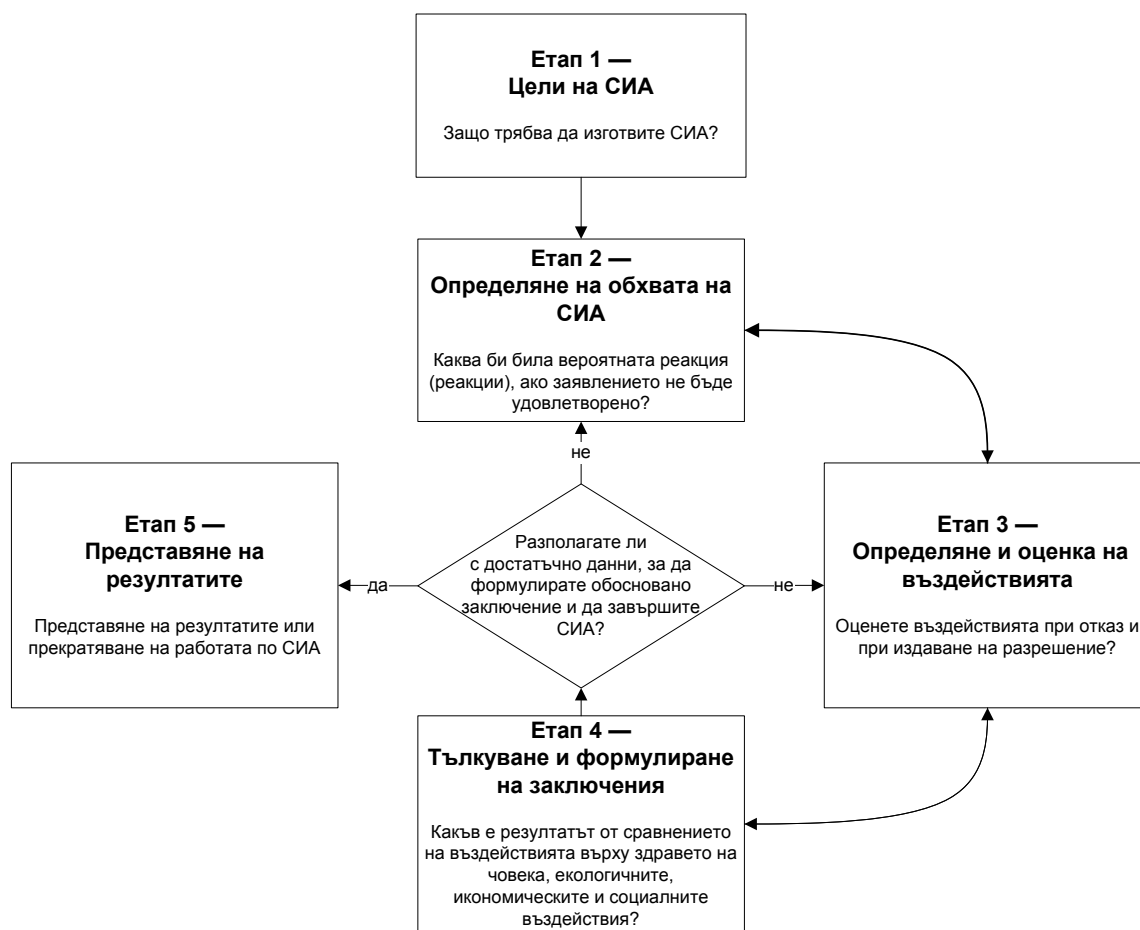 Етап 1 —
Цели на СИА
Защо трябва да изготвите СИА?
Етап 2 —
Определяне на обхвата на
СИА
Каква би била вероятната реакция
(реакции), ако заявлението не бъде
удовлетворено?
не
Етап 5 —
Представяне на
резултатите
Представяне на резултатите или
прекратяване на работата по СИА
да
Разполагате ли
с достатъчно данни, за да
формулирате обосновано
заключение и да завършите
СИА?
не
Етап 3 —
Определяне и оценка на
въздействията
Оценете въздействията при отказ и
при издаване на разрешение?
Етап 4 —
Тълкуване и формулиране
на заключения
Какъв е резултатът от сравнението
на въздействията върху здравето на
човека, екологичните,
икономическите и социалните
въздействия?